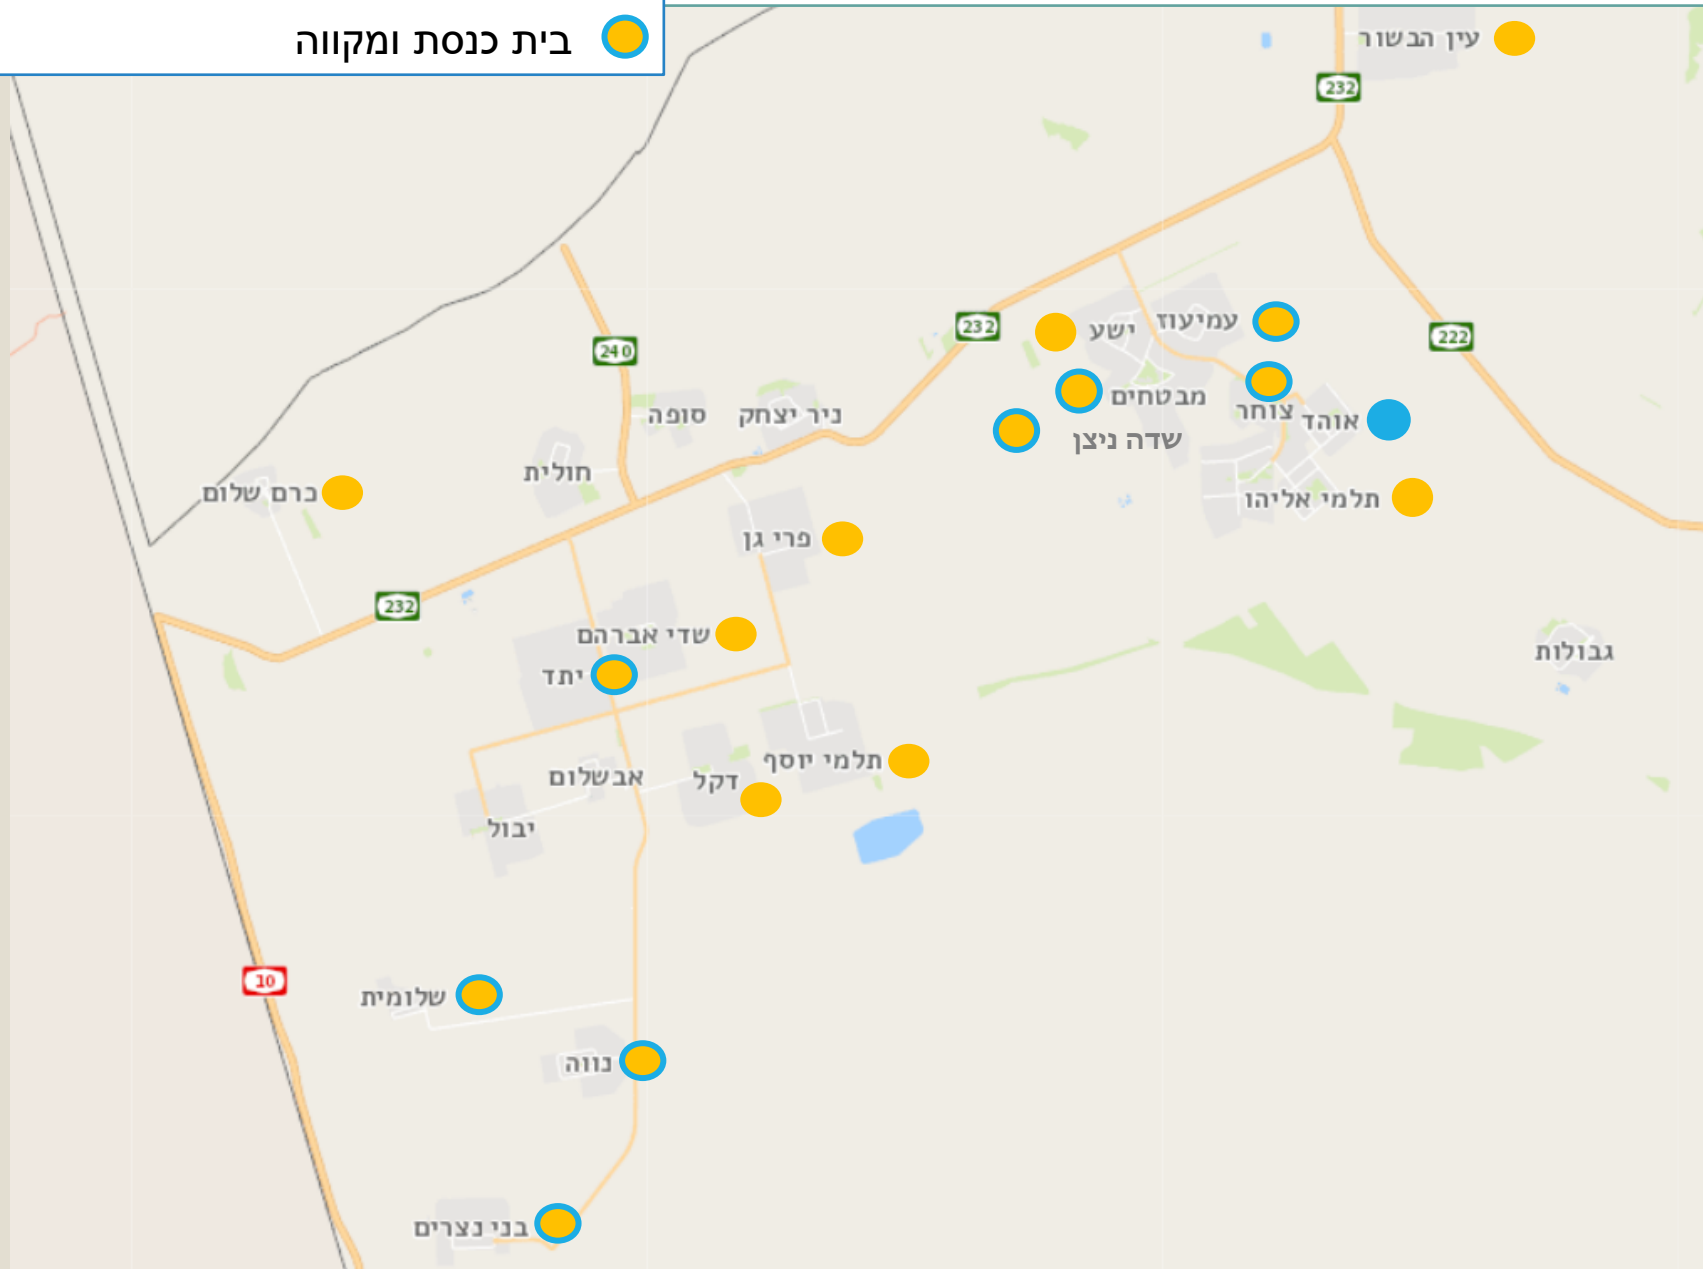 בית כנסת ומקווה
עין הבשור
232
232
222
240
עמיעוז
ישע
מבטחים
צוחר
אוהד
שדה ניצן
סופה
ניר יצחק
חולית
כרם שלום
תלמי אליהו
פרי גן
232
שדי אברהם
יתד
גבולות
תלמי יוסף
דקל
אבשלום
יבול
10
שלומית
נווה
בני נצרים